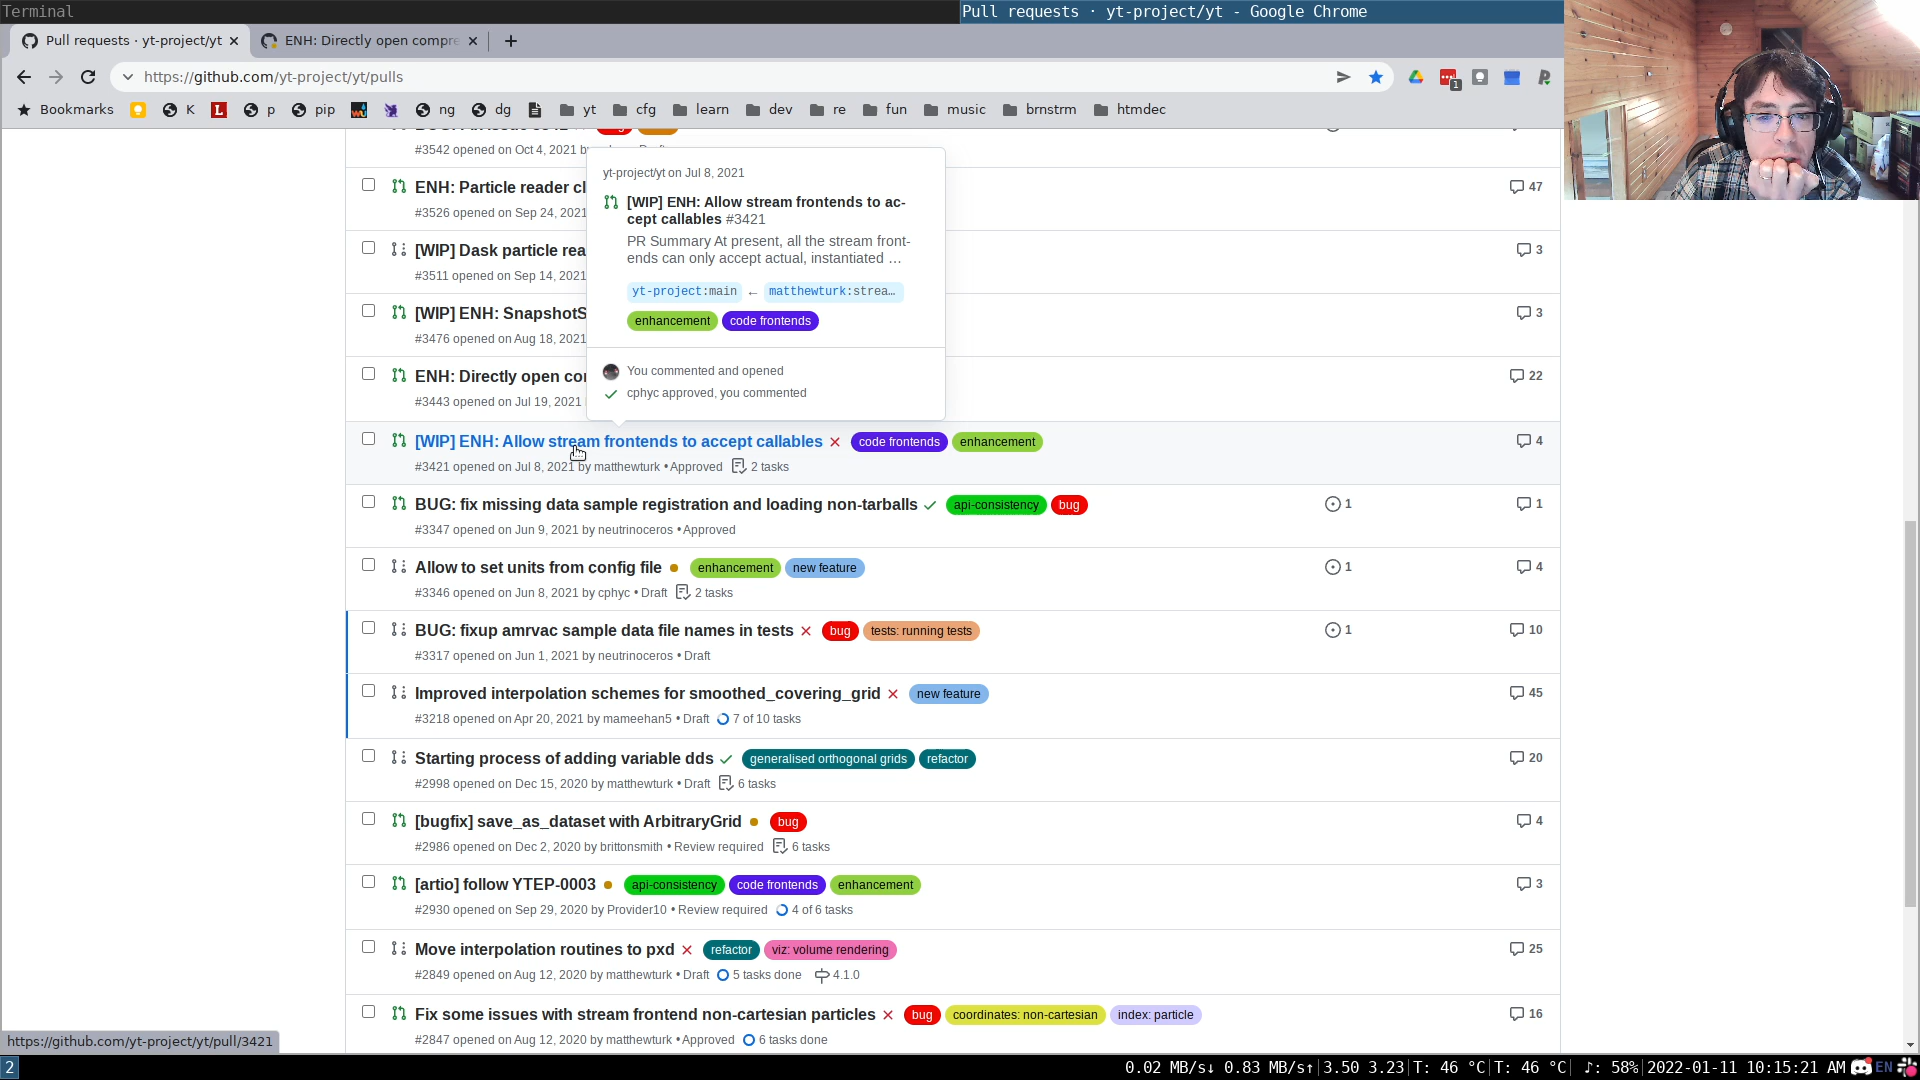 Terminal
Pull requests · yt-project/yt - Google Chrome
Pull requests · yt-project/yt
ENH: Directly open compre
https://github.com/yt-project/yt/pulls
1
Bookmarks K L p pip ng dg yt cfg learn dev re fun music brnstrm htmdec
#3542 opened on Oct 4, 2021 b
ENH: Particle reader cl
47
#3526 opened on Sep 24, 2021
[WIP] Dask particle rea
3
#3511 opened on Sep 14, 2021
[WIP] ENH: SnapshotS
3
#3476 opened on Aug 18, 2021
ENH: Directly open co
22
#3443 opened on Jul 19, 2021
yt-project/yt on Jul 8, 2021
[WIP] ENH: Allow stream frontends to ac-
cept callables #3421
PR Summary At present, all the stream front-
ends can only accept actual, instantiated …
yt-project:main ← matthewturk:strea…
enhancement code frontends
You commented and opened
cphyc approved, you commented
[WIP] ENH: Allow stream frontends to accept callables code frontends enhancement 4
#3421 opened on Jul 8, 2021 by matthewturk • Approved 2 tasks
BUG: fix missing data sample registration and loading non-tarballs api-consistency bug 1 1
#3347 opened on Jun 9, 2021 by neutrinoceros • Approved
Allow to set units from config file enhancement new feature 1 4
#3346 opened on Jun 8, 2021 by cphyc • Draft 2 tasks
BUG: fixup amrvac sample data file names in tests bug tests: running tests 1 10
#3317 opened on Jun 1, 2021 by neutrinoceros • Draft
Improved interpolation schemes for smoothed_covering_grid new feature 45
#3218 opened on Apr 20, 2021 by mameehan5 • Draft 7 of 10 tasks
Starting process of adding variable dds generalised orthogonal grids refactor 20
#2998 opened on Dec 15, 2020 by matthewturk • Draft 6 tasks
[bugfix] save_as_dataset with ArbitraryGrid bug 4
#2986 opened on Dec 2, 2020 by brittonsmith • Review required 6 tasks
[artio] follow YTEP-0003 api-consistency code frontends enhancement 3
#2930 opened on Sep 29, 2020 by Provider10 • Review required 4 of 6 tasks
Move interpolation routines to pxd refactor viz: volume rendering 25
#2849 opened on Aug 12, 2020 by matthewturk • Draft 5 tasks done 4.1.0
Fix some issues with stream frontend non-cartesian particles bug coordinates: non-cartesian index: particle 16
#2847 opened on Aug 12, 2020 by matthewturk • Approved 6 tasks done
https://github.com/yt-project/yt/pull/3421
2
0.02 MB/s↓ 0.83 MB/s↑|3.50 3.23|T: 46 °C|T: 46 °C| ♪: 58%|2022-01-11 10:15:21 AM EN